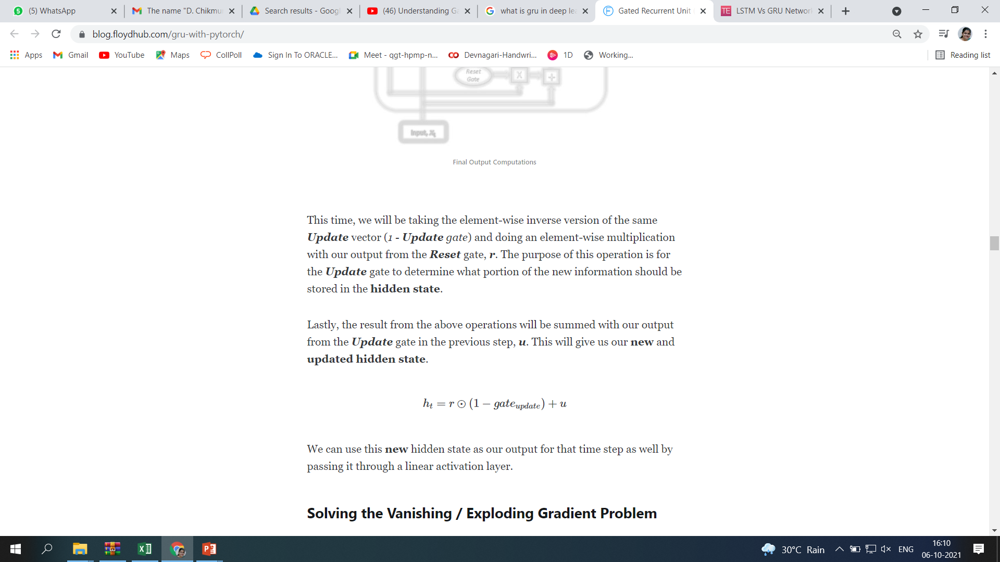 (5) WhatsApp
The name "D. Chikmu
Search results - Googl
(46) Understanding Ga
what is gru in deep lea
Gated Recurrent Unit
TE LSTM Vs GRU Network
blog.floydhub.com/gru-with-pytorch/
Apps
Gmail
YouTube
Maps
CollPoll
Sign In To ORACLE...
Meet - qgt-hpmp-n...
Devnagari-Handwri...
1D
Working...
Reading list
Reset
Gate
X
+
Input, Xt
Final Output Computations
This time, we will be taking the element-wise inverse version of the same
Update vector (1 - Update gate) and doing an element-wise multiplication
with our output from the Reset gate, r. The purpose of this operation is for
the Update gate to determine what portion of the new information should be
stored in the hidden state.
Lastly, the result from the above operations will be summed with our output
from the Update gate in the previous step, u. This will give us our new and
updated hidden state.
hₜ = r ⊙ (1 − gate_update) + u
We can use this new hidden state as our output for that time step as well by
passing it through a linear activation layer.
Solving the Vanishing / Exploding Gradient Problem
30°C Rain
ENG
16:10
06-10-2021